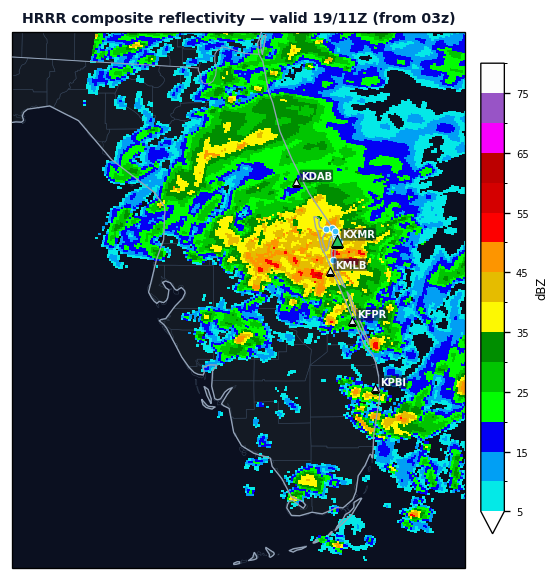 HRRR composite reflectivity — valid 19/11Z (from 03z)
KDAB
KXMR
KMLB
KFPR
KPBI
75
65
55
45
35
25
15
5
dBZ